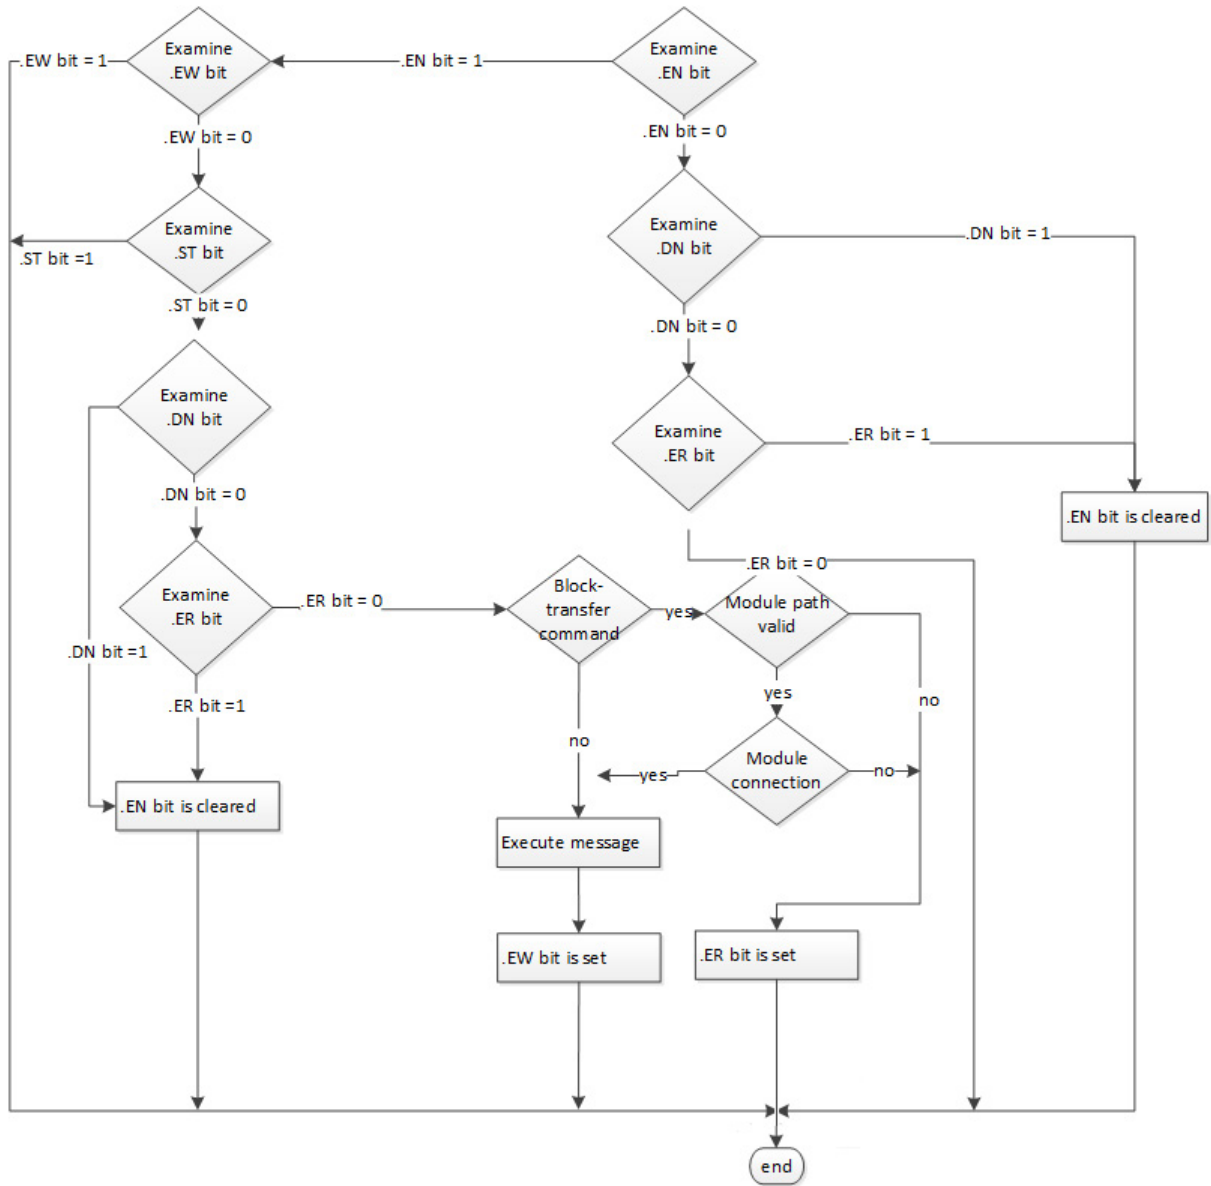 Examine
.EW bit
Examine
.EN bit
.EW bit = 1
.EN bit = 1
.EW bit = 0
.EN bit = 0
Examine
.ST bit
Examine
.DN bit
.DN bit = 1
.ST bit =1
.ST bit = 0
.DN bit = 0
Examine
.DN bit
Examine
.ER bit
.ER bit = 1
.DN bit = 0
.EN bit is cleared
.ER bit = 0
Examine
.ER bit
.ER bit = 0
Block-
transfer
command
yes
Module path
valid
.DN bit =1
.ER bit =1
yes
no
no
Module
connection
yes
no
.EN bit is cleared
Execute message
.EW bit is set
.ER bit is set
end